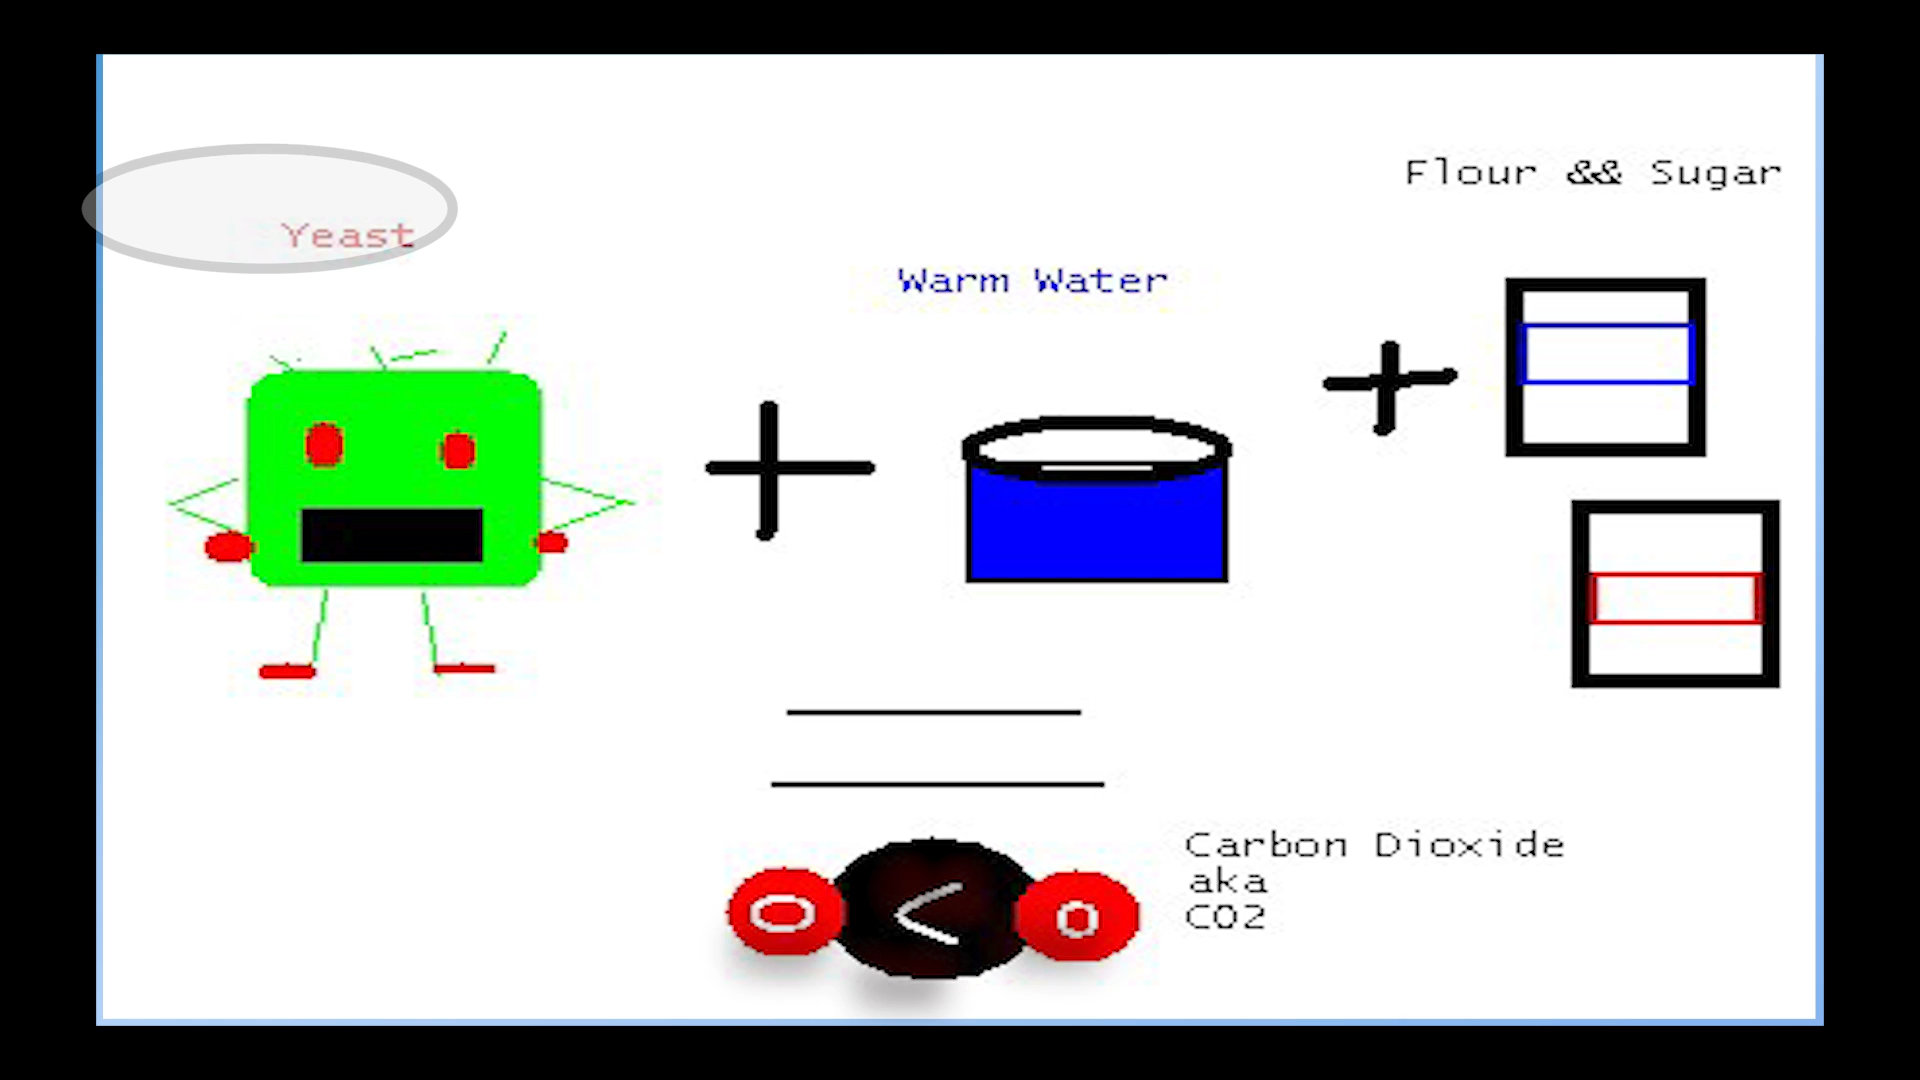 Flour && Sugar
Yeast
Warm Water
O C O
Carbon Dioxide
aka
CO2